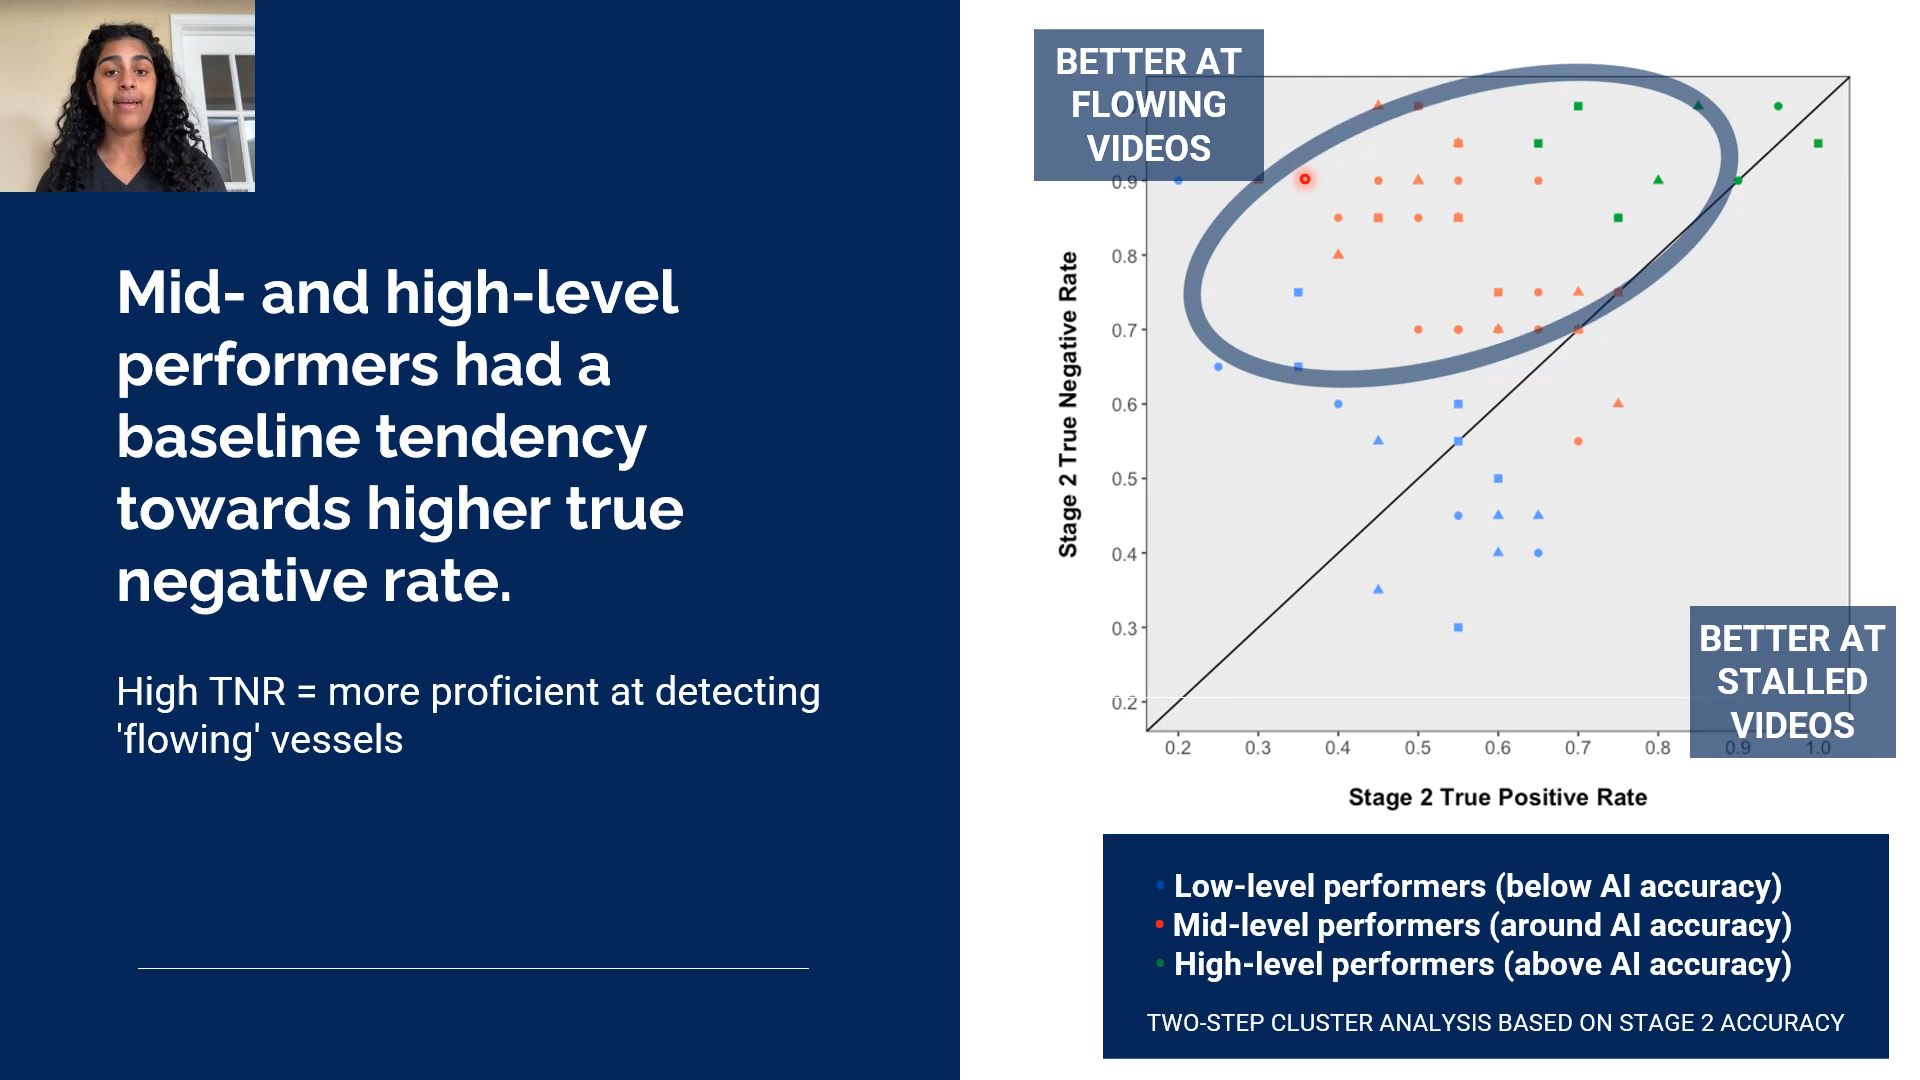 Mid- and high-level
performers had a
baseline tendency
towards higher true
negative rate.
High TNR = more proficient at detecting
'flowing' vessels
BETTER AT
FLOWING
VIDEOS
0.9
0.8
0.7
0.6
0.5
0.4
0.3
0.2
Stage 2 True Negative Rate
BETTER AT
STALLED
VIDEOS
0.2 0.3 0.4 0.5 0.6 0.7 0.8 0.9 1.0
Stage 2 True Positive Rate
• Low-level performers (below AI accuracy)
• Mid-level performers (around AI accuracy)
• High-level performers (above AI accuracy)
TWO-STEP CLUSTER ANALYSIS BASED ON STAGE 2 ACCURACY